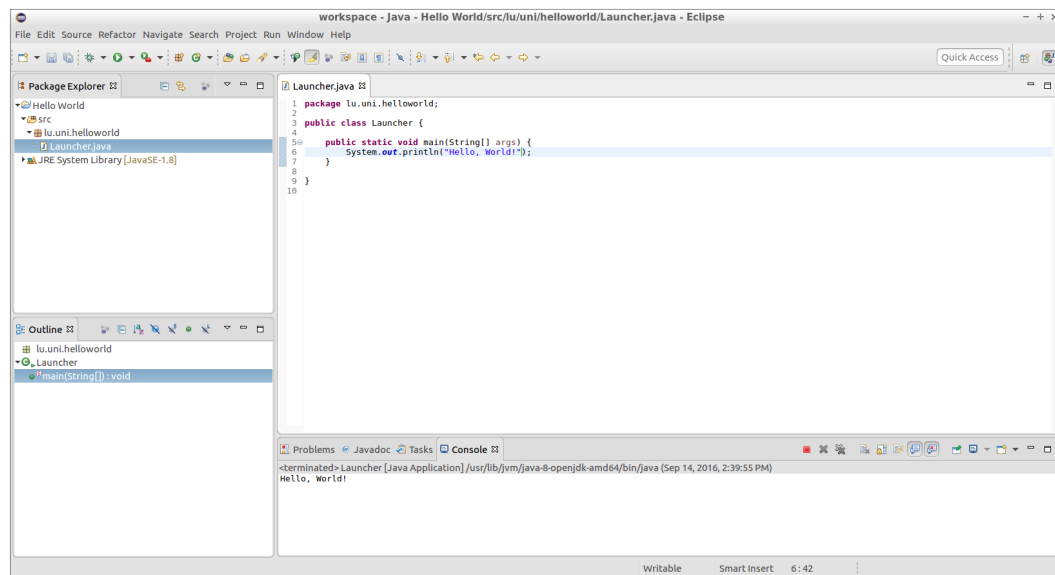 workspace - Java - Hello World/src/lu/uni/helloworld/Launcher.java - Eclipse
File Edit Source Refactor Navigate Search Project Run Window Help
Quick Access
Package Explorer
Hello World
src
lu.uni.helloworld
Launcher.java
JRE System Library [JavaSE-1.8]
Outline
lu.uni.helloworld
Launcher
main(String[]) : void
Launcher.java
1 package lu.uni.helloworld;
2
3 public class Launcher {
4
5 public static void main(String[] args) {
6 System.out.println("Hello, World!");
7 }
8
9 }
10
Problems Javadoc Tasks Console
<terminated> Launcher [Java Application] /usr/lib/jvm/java-8-openjdk-amd64/bin/java (Sep 14, 2016, 2:39:55 PM)
Hello, World!
Writable Smart Insert 6 : 42